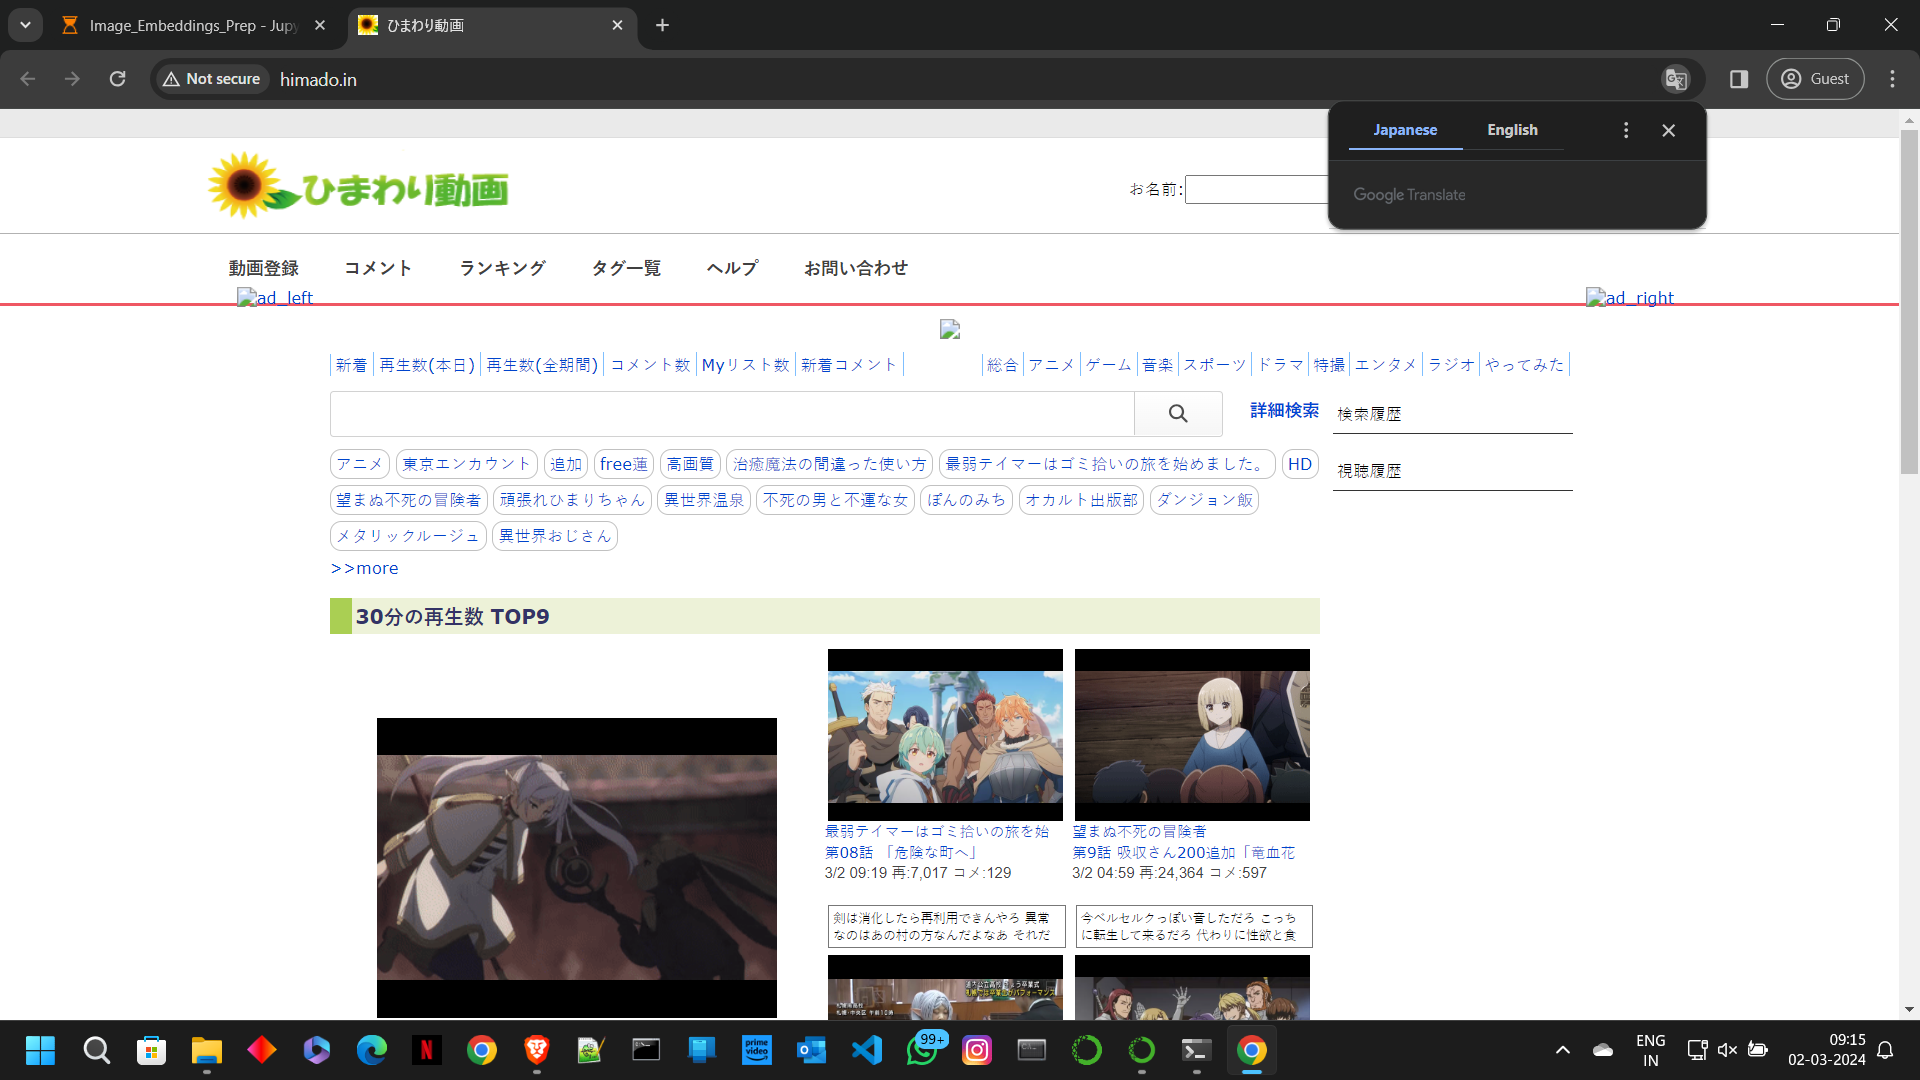 Image_Embeddings_Prep - Jupy
ひまわり動画
Not secure
himado.in
Guest
Japanese
English
Google Translate
ひまわり動画
お名前:
動画登録 コメント ランキング タグ一覧 ヘルプ お問い合わせ
ad_left
ad_right
新着 再生数(本日) 再生数(全期間) コメント数 Myリスト数 新着コメント
総合 アニメ ゲーム 音楽 スポーツ ドラマ 特撮 エンタメ ラジオ やってみた
詳細検索
検索履歴
視聴履歴
アニメ 東京エンカウント 追加 free蓮 高画質 治癒魔法の間違った使い方 最弱テイマーはゴミ拾いの旅を始めました。 HD
望まぬ不死の冒険者 頑張れひまりちゃん 異世界温泉 不死の男と不運な女 ぽんのみち オカルト出版部 ダンジョン飯
メタリックルージュ 異世界おじさん
>>more
30分の再生数 TOP9
最弱テイマーはゴミ拾いの旅を始
第08話 「危険な町へ」
3/2 09:19 再:7,017 コメ:129
望まぬ不死の冒険者
第9話 吸収さん200追加「竜血花
3/2 04:59 再:24,364 コメ:597
剣は消化したら再利用できんやろ 異常
なのはあの村の方なんだよなあ それだ
今ベルセルクっぽい音しただろ こっち
に転生して来るだろ 代わりに性欲と食
99+
prime video
ENG
IN
09:15
02-03-2024